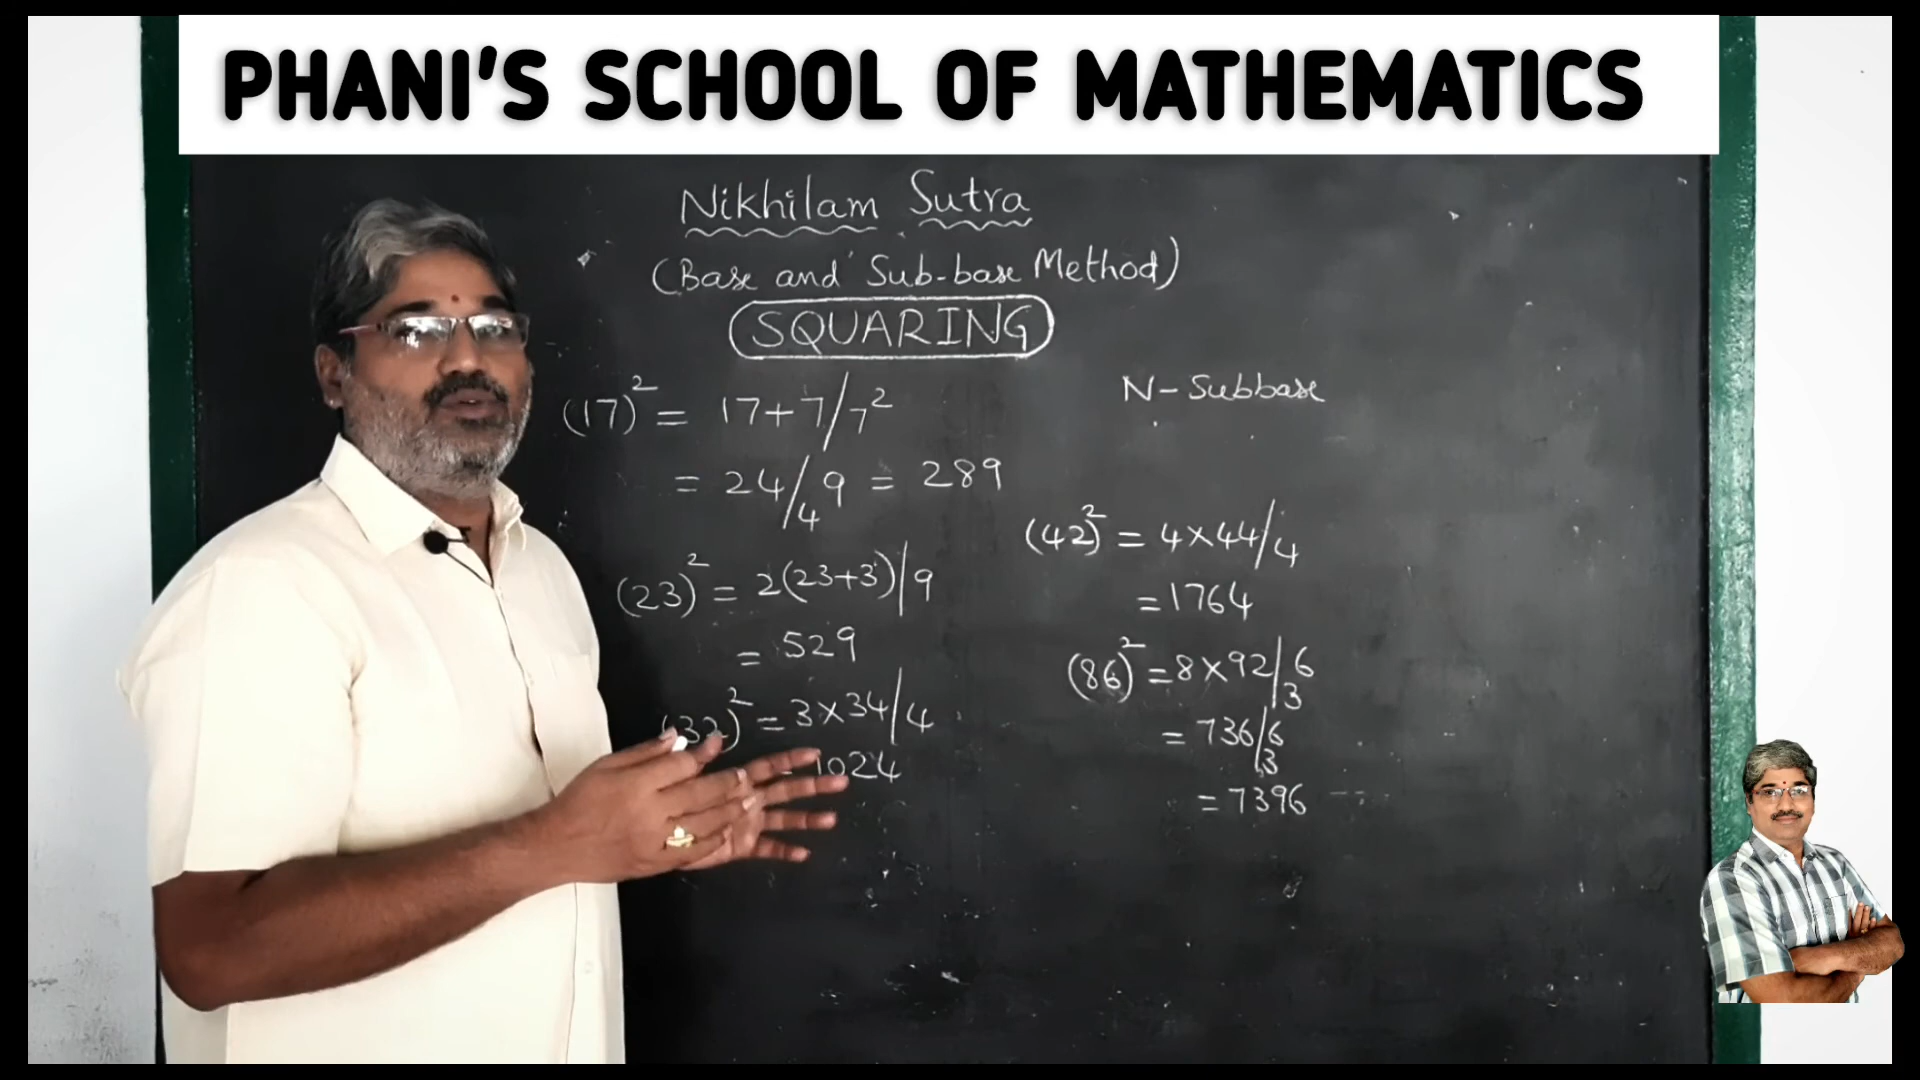 PHANI'S SCHOOL OF MATHEMATICS
Nikhilam Sutra
(Base and Sub-base Method)
SQUARING
(17)² = 17+7/7²
= 24/₄9 = 289
(23)² = 2(23+3)|9
= 529
(32)² = 3×34/4
= 1024
N-Subbase
(42)² = 4×44/4
= 1764
(86)² = 8×92/₃6
= 736/₃6
= 7396